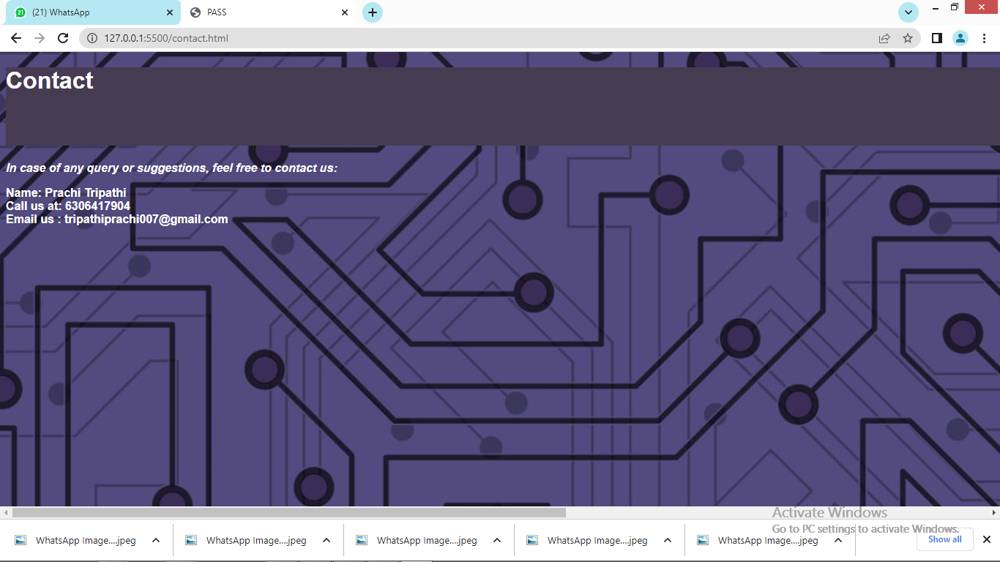 (21) WhatsApp
PASS
127.0.0.1:5500/contact.html
Contact
In case of any query or suggestions, feel free to contact us:
Name: Prachi Tripathi
Call us at: 6306417904
Email us : tripathiprachi007@gmail.com
Activate Windows
Go to PC settings to activate Windows.
WhatsApp Image....jpeg
WhatsApp Image....jpeg
WhatsApp Image....jpeg
WhatsApp Image....jpeg
WhatsApp Image....jpeg
Show all